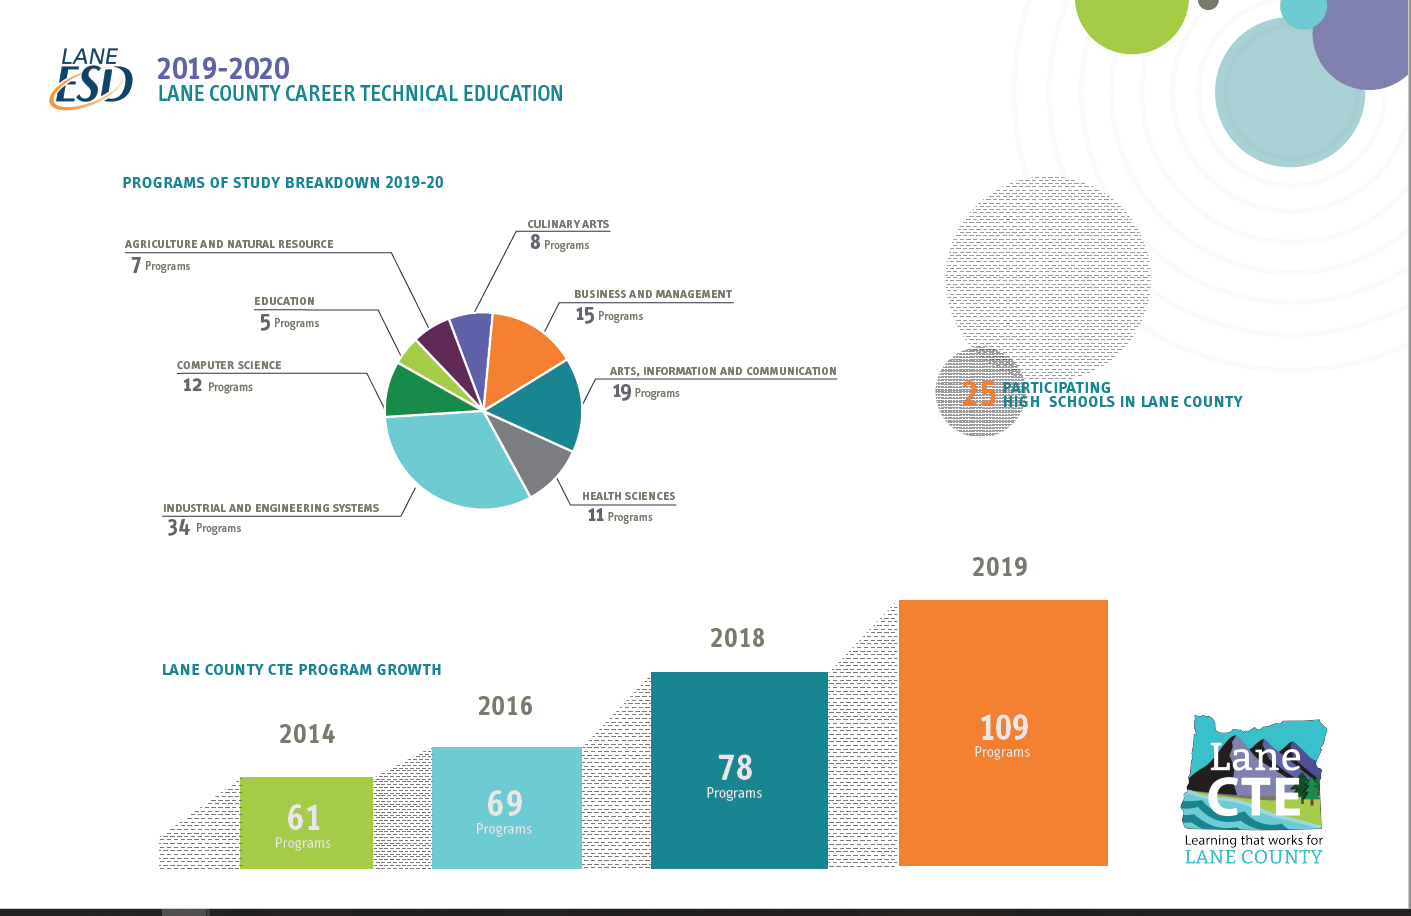 LANE
ESD
2019-2020
LANE COUNTY CAREER TECHNICAL EDUCATION
PROGRAMS OF STUDY BREAKDOWN 2019-20
CULINARY ARTS
8 Programs
AGRICULTURE AND NATURAL RESOURCE
7 Programs
BUSINESS AND MANAGEMENT
15 Programs
EDUCATION
5 Programs
COMPUTER SCIENCE
12 Programs
ARTS, INFORMATION AND COMMUNICATION
19 Programs
25 PARTICIPATING
HIGH SCHOOLS IN LANE COUNTY
HEALTH SCIENCES
11 Programs
INDUSTRIAL AND ENGINEERING SYSTEMS
34 Programs
LANE COUNTY CTE PROGRAM GROWTH
2014
61
Programs
2016
69
Programs
2018
78
Programs
2019
109
Programs
Lane
CTE
Learning that works for
LANE COUNTY